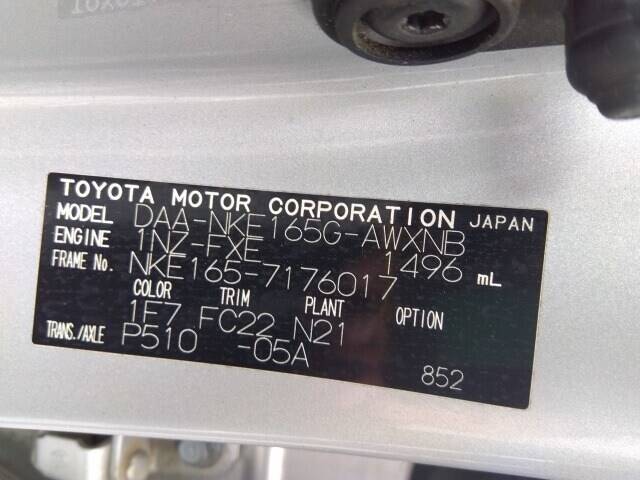 TOYOTA MOTOR CORPORATION JAPAN
MODEL DAA-NKE165G-AWXNB
ENGINE 1NZ-FXE 1496 mL
FRAME No. NKE165-7176017
COLOR TRIM PLANT OPTION
1F7 FC22 N21
TRANS./AXLE P510 -05A
852